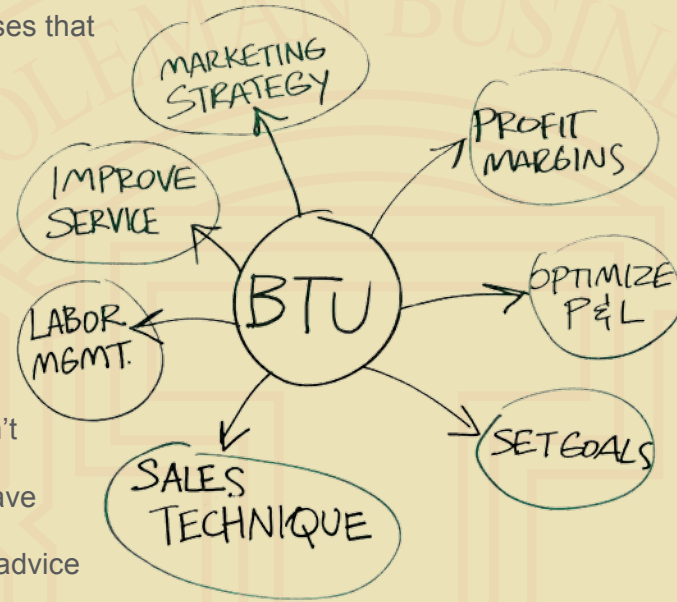 ses that
MARKETING
STRATEGY
PROFIT
MARGINS
IMPROVE
SERVICE
BTU
OPTIMIZE
P&L
LABOR
MGMT.
SET GOALS
SALES
TECHNIQUE
n't
ave
advice